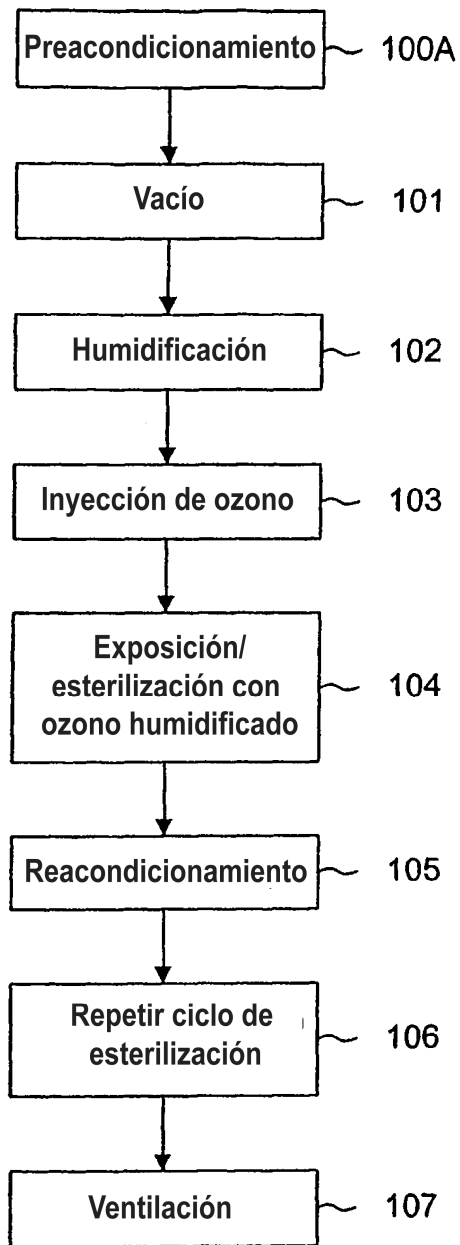 Preacondicionamiento 100A
Vacío 101
Humidificación 102
Inyección de ozono 103
Exposición/
esterilización con 104
ozono humidificado
Reacondicionamiento 105
Repetir ciclo de 106
esterilización
Ventilación 107